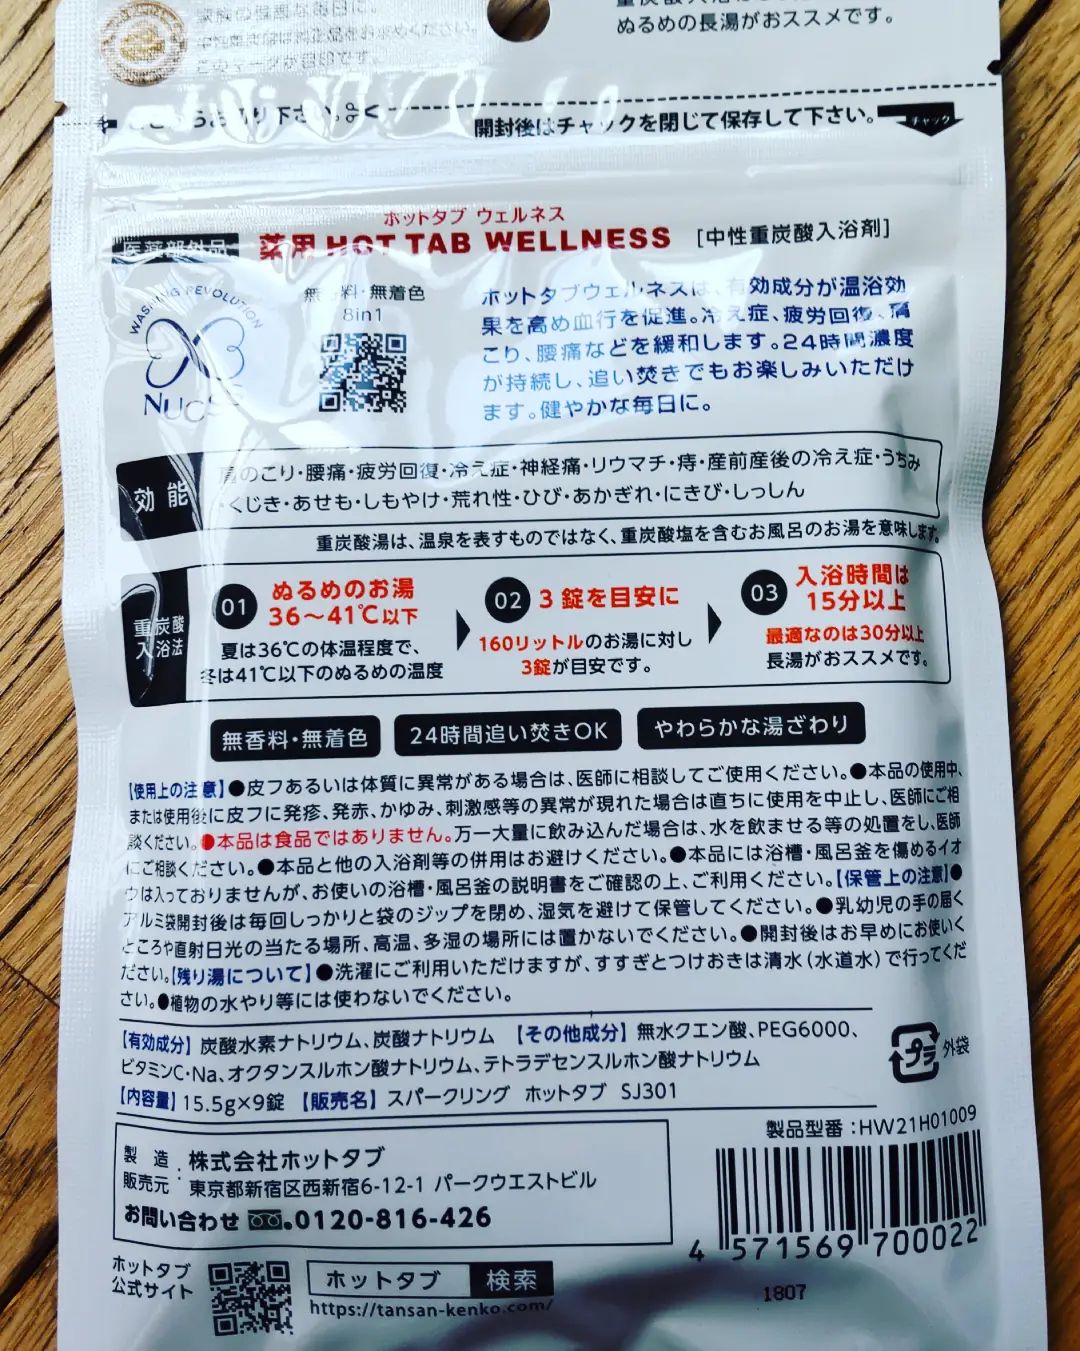 ぬるめの長湯がおススメです。
開封後はチャックを閉じて保存して下さい。
チャック
ホットタブ ウェルネス
医薬部外品
薬用 HOT TAB WELLNESS [中性重炭酸入浴剤]
WASHING REVOLUTION
無香料・無着色
8in1
ホットタブウェルネスは、有効成分が温浴効
果を高め血行を促進。冷え症、疲労回復、肩
こり、腰痛などを緩和します。24時間濃度
が持続し、追い焚きでもお楽しみいただけ
ます。健やかな毎日に。
効能
肩のこり・腰痛・疲労回復・冷え症・神経痛・リウマチ・痔・産前産後の冷え症・うちみ
・くじき・あせも・しもやけ・荒れ性・ひび・あかぎれ・にきび・しっしん
重炭酸湯は、温泉を表すものではなく、重炭酸塩を含むお風呂のお湯を意味します。
重炭酸
入浴法
01 ぬるめのお湯
36〜41℃以下
夏は36℃の体温程度で、
冬は41℃以下のぬるめの温度
02 3錠を目安に
160リットルのお湯に対し
3錠が目安です。
03 入浴時間は
15分以上
最適なのは30分以上
長湯がおススメです。
無香料・無着色
24時間追い焚きOK
やわらかな湯ざわり
【使用上の注意】●皮フあるいは体質に異常がある場合は、医師に相談してご使用ください。●本品の使用中、
または使用後に皮フに発疹、発赤、かゆみ、刺激感等の異常が現れた場合は直ちに使用を中止し、医師にご相
談ください。●本品は食品ではありません。万一大量に飲み込んだ場合は、水を飲ませる等の処置をし、医師
にご相談ください。●本品と他の入浴剤等の併用はお避けください。●本品には浴槽・風呂釜を傷めるイオ
ウは入っておりませんが、お使いの浴槽・風呂釜の説明書をご確認の上、ご利用ください。【保管上の注意】●
アルミ袋開封後は毎回しっかりと袋のジップを閉め、湿気を避けて保管してください。●乳幼児の手の届く
ところや直射日光の当たる場所、高温、多湿の場所には置かないでください。●開封後はお早めにお使いく
ださい。【残り湯について】●洗濯にご利用いただけますが、すすぎとつけおきは清水（水道水）で行ってくだ
さい。●植物の水やり等には使わないでください。
【有効成分】炭酸水素ナトリウム、炭酸ナトリウム 【その他成分】無水クエン酸、PEG6000、
ビタミンC・Na、オクタンスルホン酸ナトリウム、テトラデセンスルホン酸ナトリウム
【内容量】15.5g×9錠 【販売名】スパークリング ホットタブ SJ301
プラ 外袋
製品型番：HW21H01009
製造
販売元 : 株式会社ホットタブ
東京都新宿区西新宿6-12-1 パークウエストビル
お問い合わせ 0120-816-426
4 571569 700022
ホットタブ
公式サイト
ホットタブ 検索
https://tansan-kenko.com/
1807